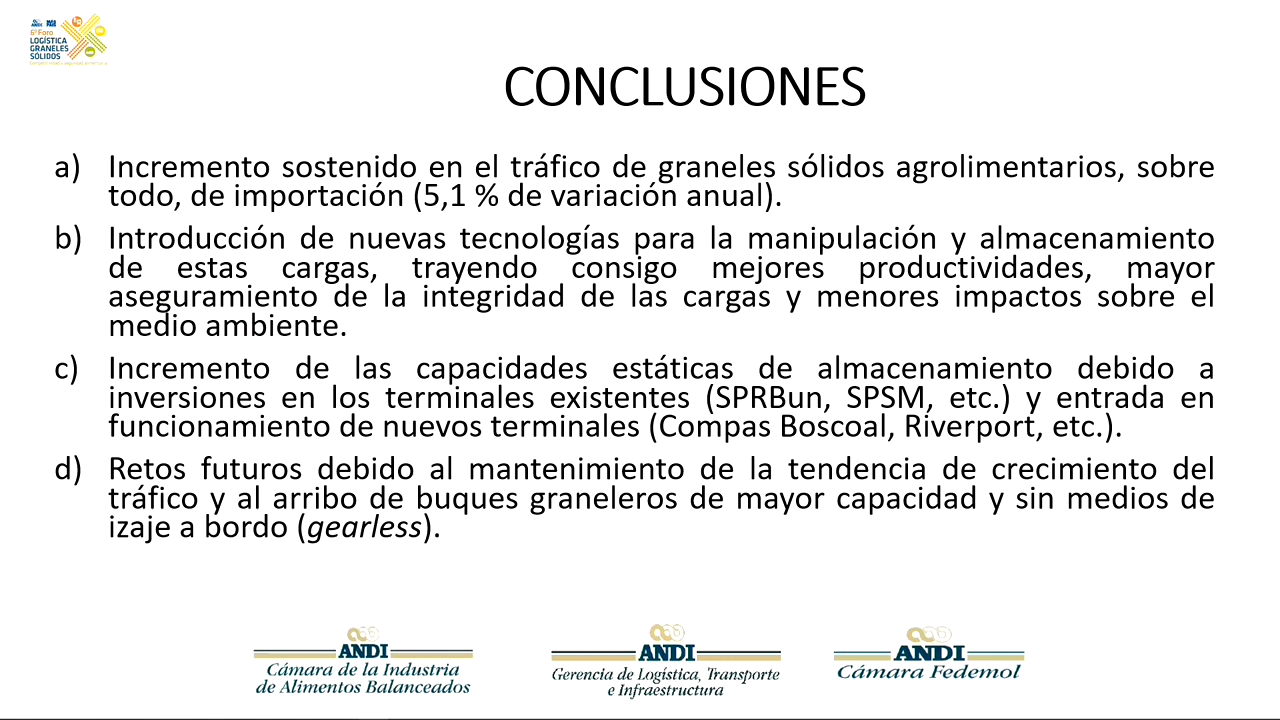 ANDI
6º Foro
LOGÍSTICA
GRANELES
SÓLIDOS
CONCLUSIONES
a) Incremento sostenido en el tráfico de graneles sólidos agrolimentarios, sobre
todo, de importación (5,1 % de variación anual).
b) Introducción de nuevas tecnologías para la manipulación y almacenamiento
de estas cargas, trayendo consigo mejores productividades, mayor
aseguramiento de la integridad de las cargas y menores impactos sobre el
medio ambiente.
c) Incremento de las capacidades estáticas de almacenamiento debido a
inversiones en los terminales existentes (SPRBun, SPSM, etc.) y entrada en
funcionamiento de nuevos terminales (Compas Boscoal, Riverport, etc.).
d) Retos futuros debido al mantenimiento de la tendencia de crecimiento del
tráfico y al arribo de buques graneleros de mayor capacidad y sin medios de
izaje a bordo (gearless).
ANDI
Cámara de la Industria
de Alimentos Balanceados
ANDI
Gerencia de Logística, Transporte
e Infraestructura
ANDI
Cámara Fedemol